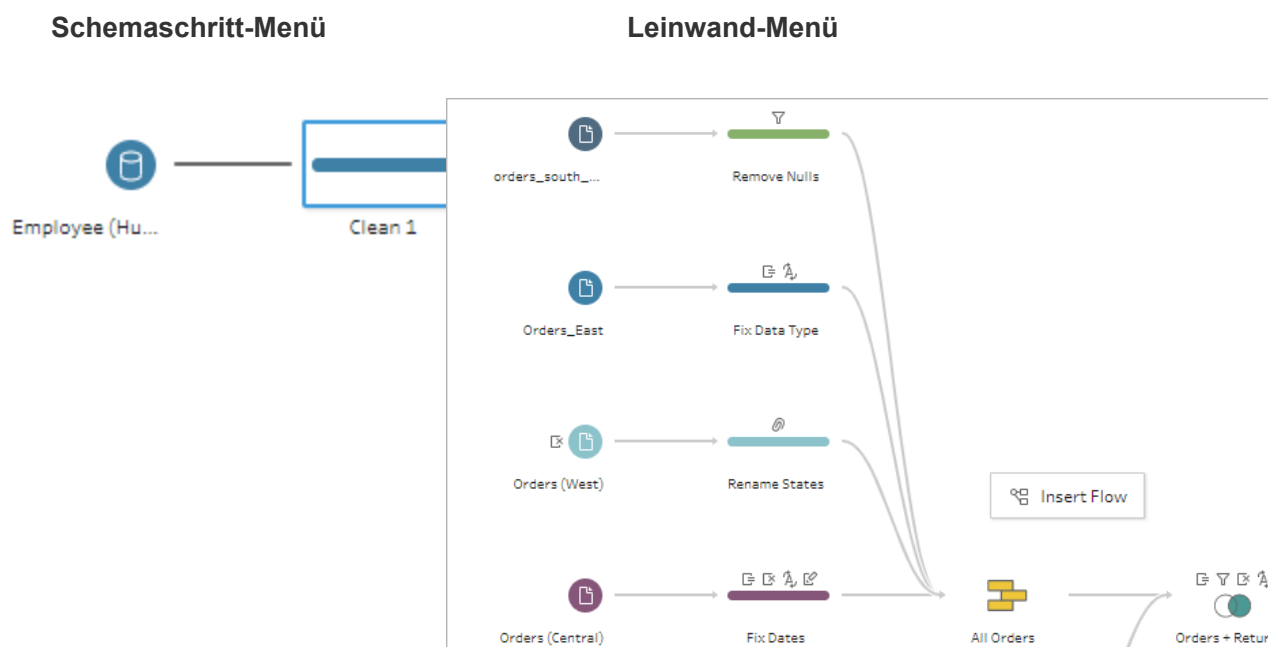 Schemaschritt-Menü
Leinwand-Menü
Employee (Hu...
Clean 1
orders_south_...
Remove Nulls
Orders_East
Fix Data Type
Orders (West)
Rename States
Insert Flow
Orders (Central)
Fix Dates
All Orders
Orders + Retur